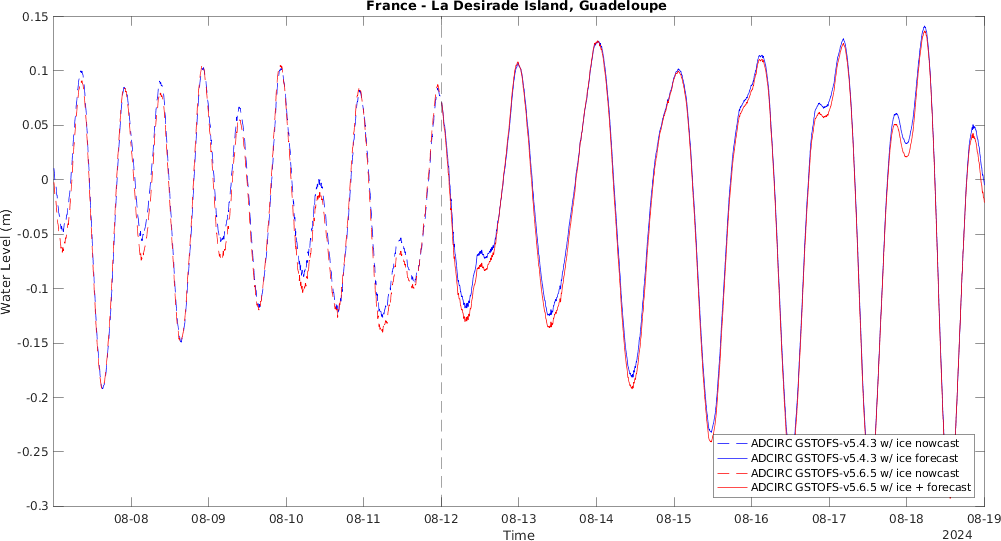 France - La Desirade Island, Guadeloupe
0.15
0.1
0.05
0
-0.05
-0.1
-0.15
-0.2
-0.25
-0.3
Water Level (m)
ADCIRC GSTOFS-v5.4.3 w/ ice nowcast
ADCIRC GSTOFS-v5.4.3 w/ ice forecast
ADCIRC GSTOFS-v5.6.5 w/ ice nowcast
ADCIRC GSTOFS-v5.6.5 w/ ice + forecast
08-08 08-09 08-10 08-11 08-12 08-13 08-14 08-15 08-16 08-17 08-18 08-19
Time
2024